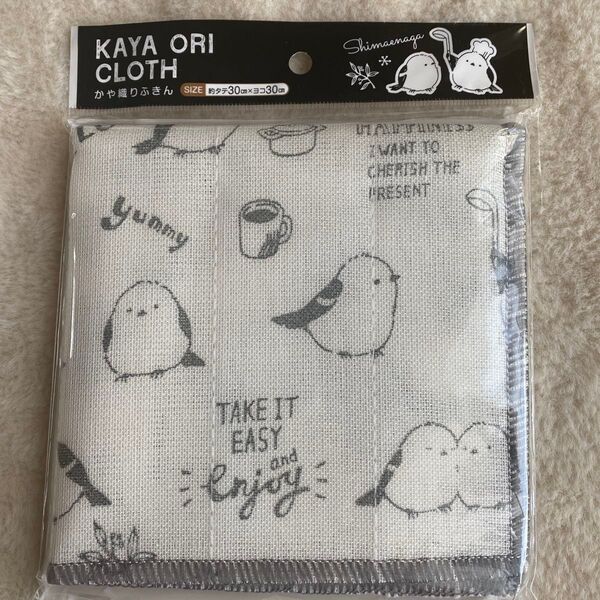 KAYA ORI
CLOTH
かや織りふきん
SIZE 約タテ30cm×ヨコ30cm
Shimaenaga
HAPPINESS
I WANT TO
CHERISH THE
PRESENT
yummy
TAKE IT
EASY
and
enjoy